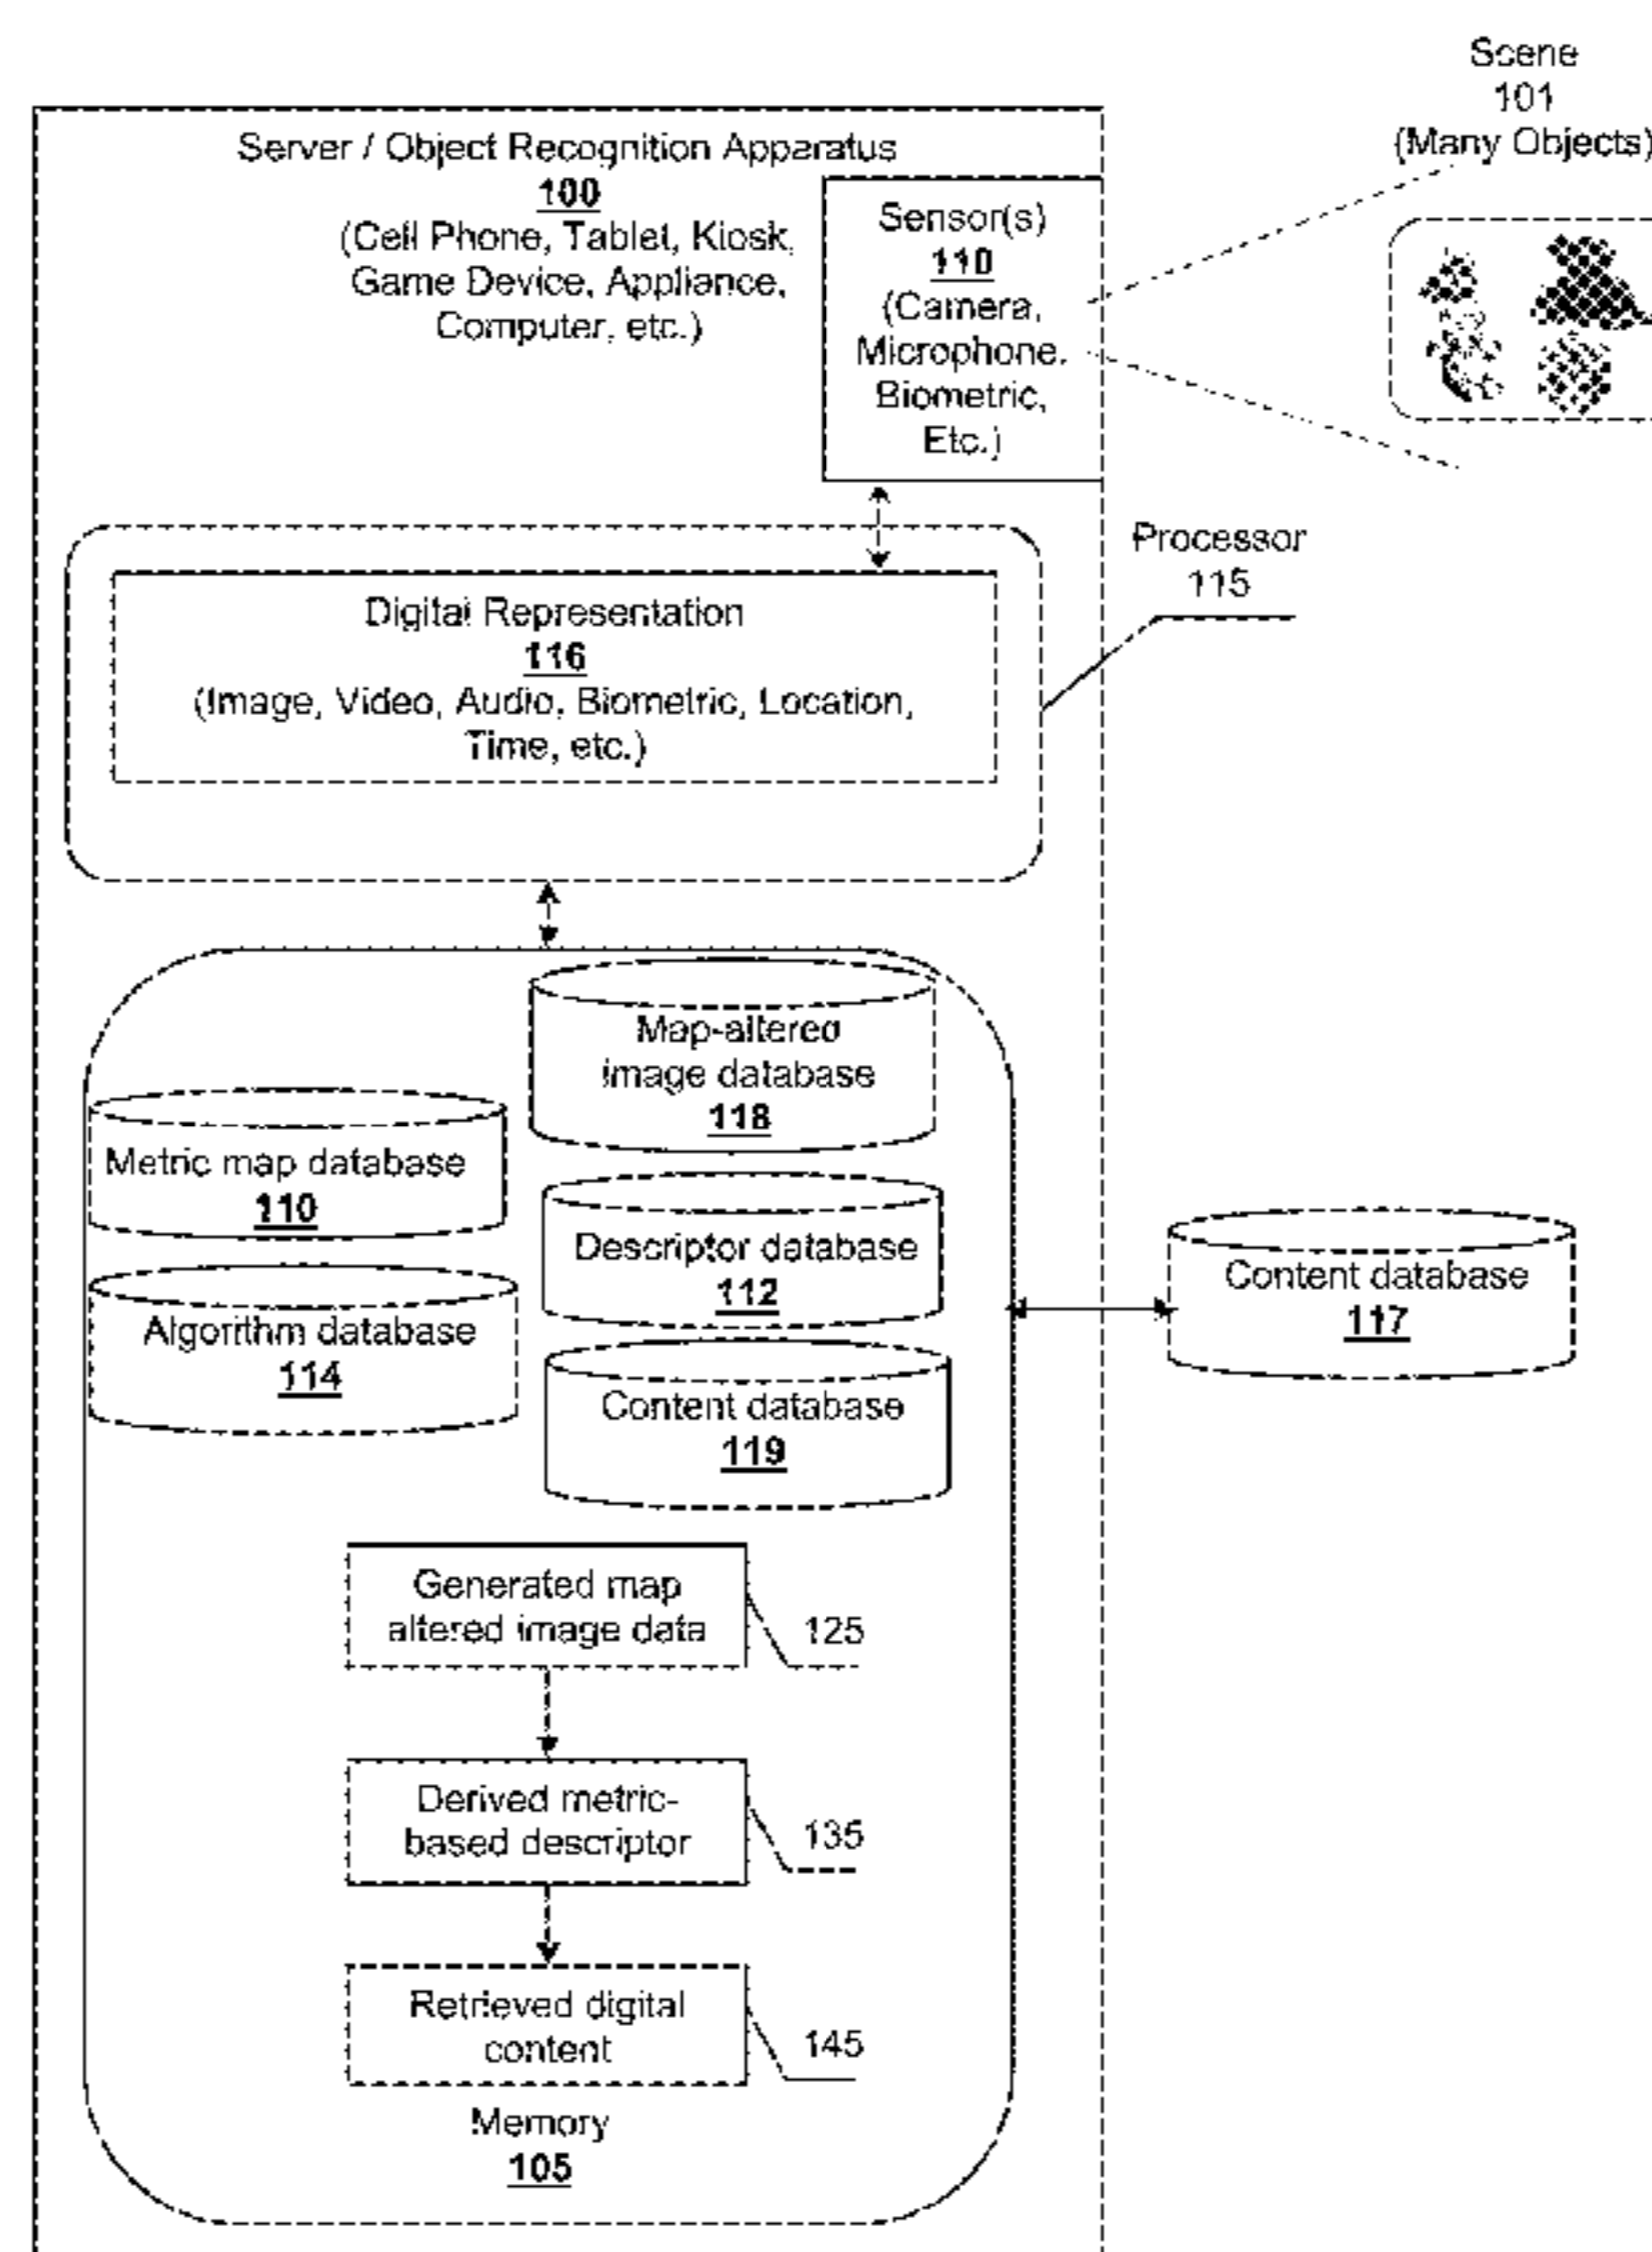 Scene
101
(Many Objects)
Server / Object Recognition Apparatus
100
(Cell Phone, Tablet, Kiosk,
Game Device, Appliance,
Computer, etc.)
Sensor(s)
110
(Camera,
Microphone,
Biometric,
Etc.)
Processor
115
Digital Representation
116
(Image, Video, Audio, Biometric, Location,
Time, etc.)
Map-altered
image database
118
Metric map database
110
Descriptor database
112
Content database
117
Algorithm database
114
Content database
119
Generated map
altered image data
125
Derived metric-
based descriptor
135
Retrieved digital
content
145
Memory
105